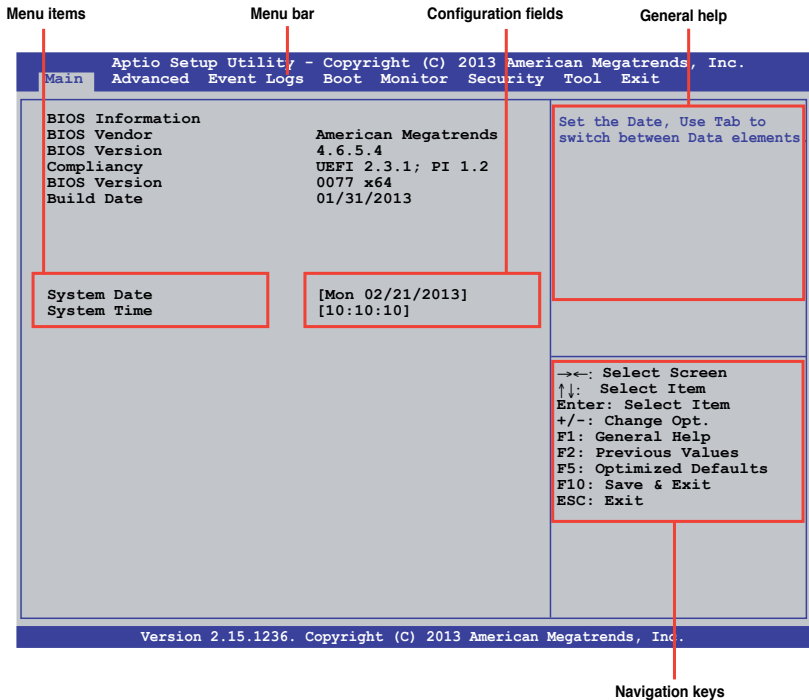 Menu items Menu bar Configuration fields General help
Aptio Setup Utility - Copyright (C) 2013 American Megatrends, Inc.
Main Advanced Event Logs Boot Monitor Security Tool Exit
BIOS Information
BIOS Vendor American Megatrends
BIOS Version 4.6.5.4
Compliancy UEFI 2.3.1; PI 1.2
BIOS Version 0077 x64
Build Date 01/31/2013
System Date [Mon 02/21/2013]
System Time [10:10:10]
Set the Date, Use Tab to
switch between Data elements.
→←: Select Screen
↑↓: Select Item
Enter: Select Item
+/-: Change Opt.
F1: General Help
F2: Previous Values
F5: Optimized Defaults
F10: Save & Exit
ESC: Exit
Version 2.15.1236. Copyright (C) 2013 American Megatrends, Inc.
Navigation keys